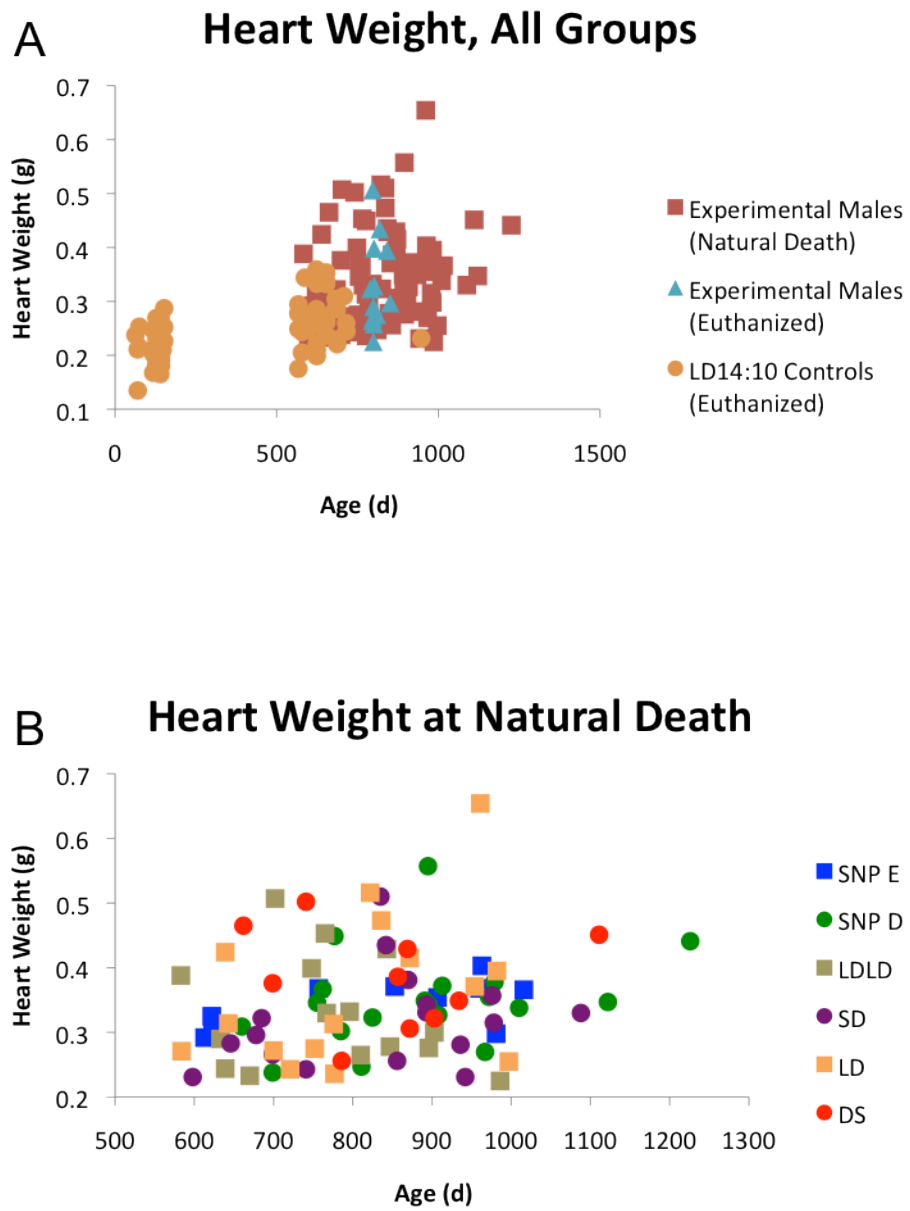 A
Heart Weight, All Groups
Heart Weight (g)
0.7
0.6
0.5
0.4
0.3
0.2
0.1
0
500
1000
1500
Age (d)
Experimental Males
(Natural Death)
Experimental Males
(Euthanized)
LD14:10 Controls
(Euthanized)
B
Heart Weight at Natural Death
Heart Weight (g)
0.7
0.6
0.5
0.4
0.3
0.2
500
600
700
800
900
1000
1100
1200
1300
Age (d)
SNP E
SNP D
LDLD
SD
LD
DS